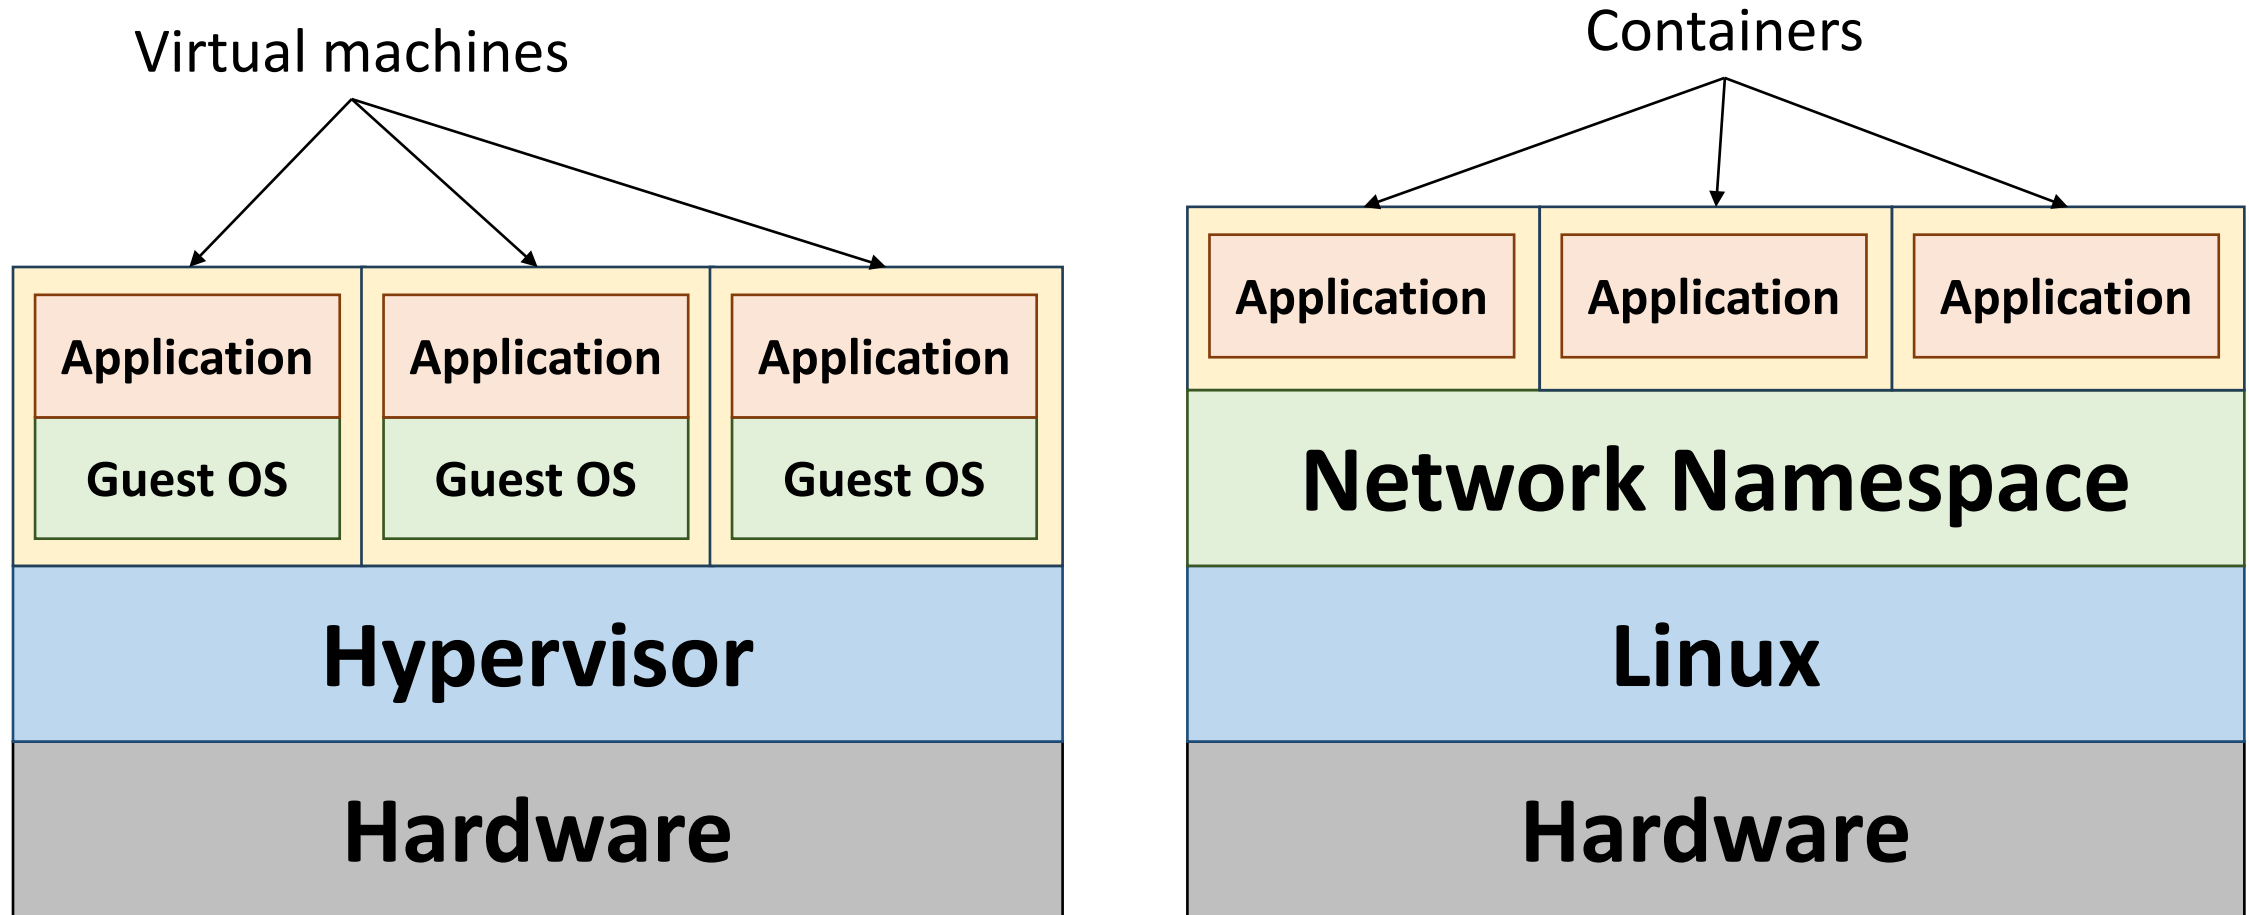 Virtual machines
Application
Application
Application
Guest OS
Guest OS
Guest OS
Hypervisor
Hardware
Containers
Application
Application
Application
Network Namespace
Linux
Hardware